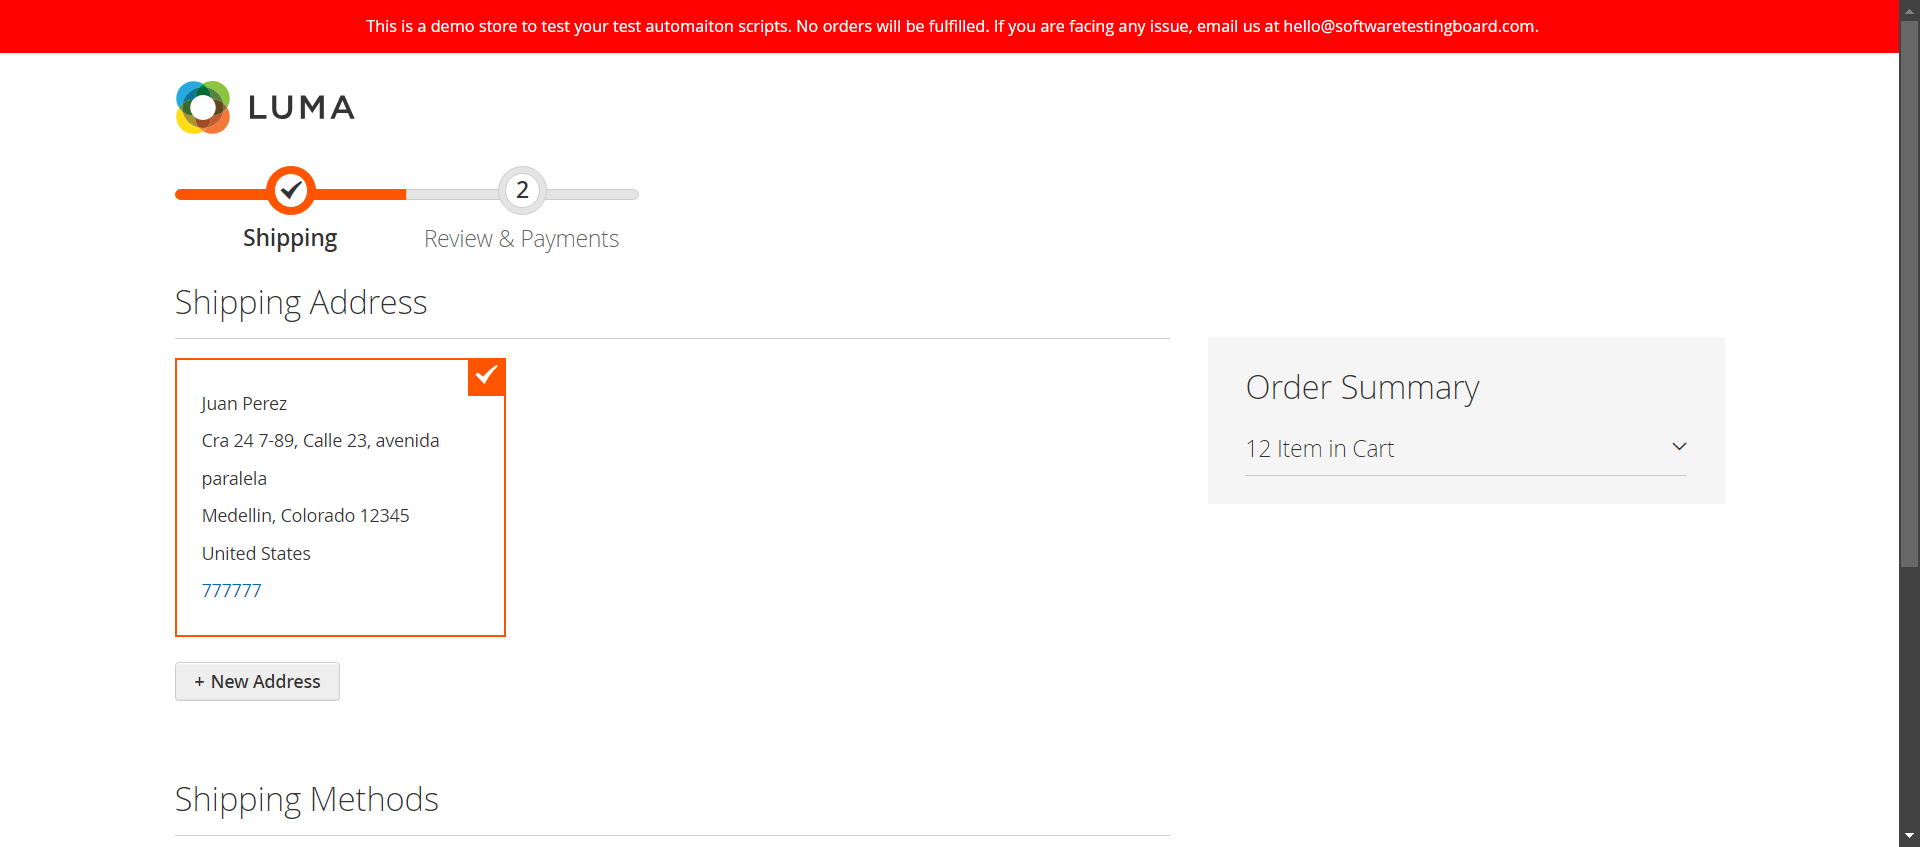 This is a demo store to test your test automaiton scripts. No orders will be fulfilled. If you are facing any issue, email us at hello@softwaretestingboard.com.
LUMA
2
Shipping
Review & Payments
Shipping Address
Juan Perez
Cra 24 7-89, Calle 23, avenida
paralela
Medellin, Colorado 12345
United States
777777
+ New Address
Order Summary
12 Item in Cart
Shipping Methods